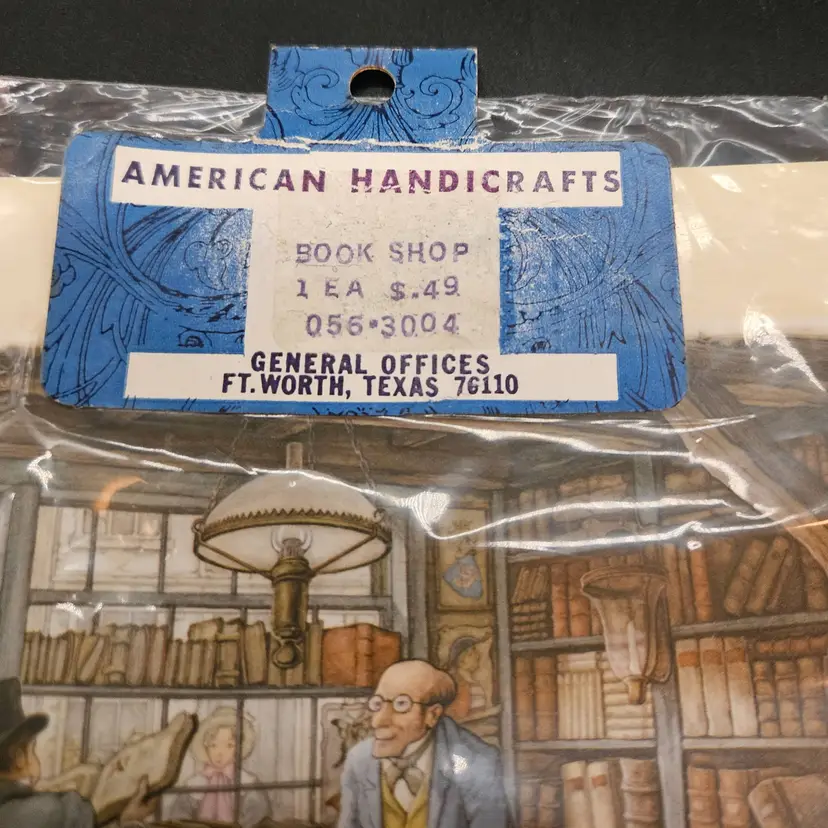 AMERICAN HANDICRAFTS
BOOK SHOP
1 EA $.49
056•3004
GENERAL OFFICES
FT. WORTH, TEXAS 76110